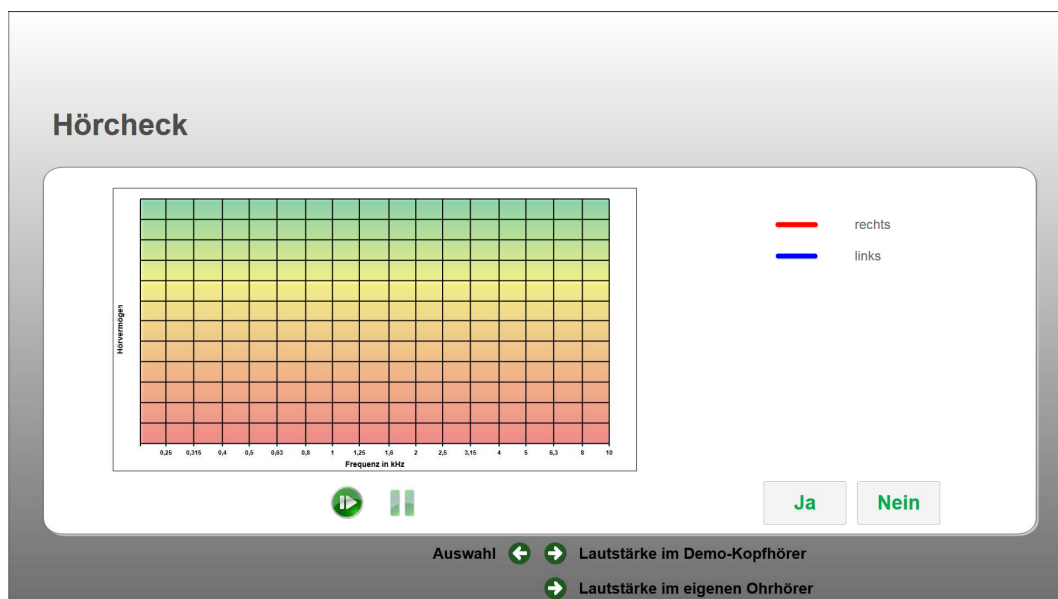 Hörcheck
rechts
links
Hörvermögen
0,25 0,315 0,4 0,5 0,63 0,8 1 1,25 1,6 2 2,5 3,15 4 5 6,3 8 10
Frequenz in kHz
Ja Nein
Auswahl Lautstärke im Demo-Kopfhörer
Lautstärke im eigenen Ohrhörer